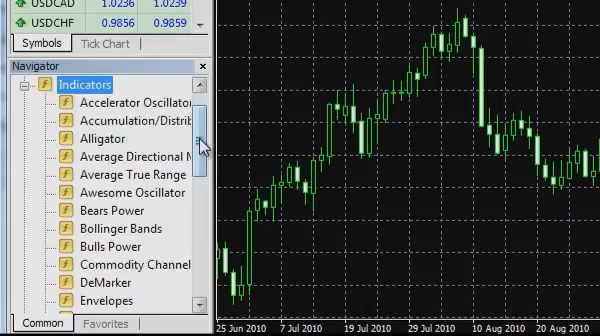 USDCAD 1.0236 1.0239
USDCHF 0.9856 0.9859
Symbols Tick Chart
Navigator
Indicators
Accelerator Oscillator
Accumulation/Distrib
Alligator
Average Directional M
Average True Range
Awesome Oscillator
Bears Power
Bollinger Bands
Bulls Power
Commodity Channel
DeMarker
Envelopes
Common Favorites
25 Jun 2010 7 Jul 2010 19 Jul 2010 29 Jul 2010 10 Aug 2010 20 Aug 2010